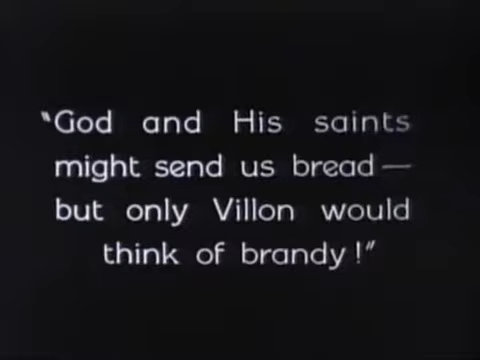 "God and His saints
might send us bread—
but only Villon would
think of brandy!"